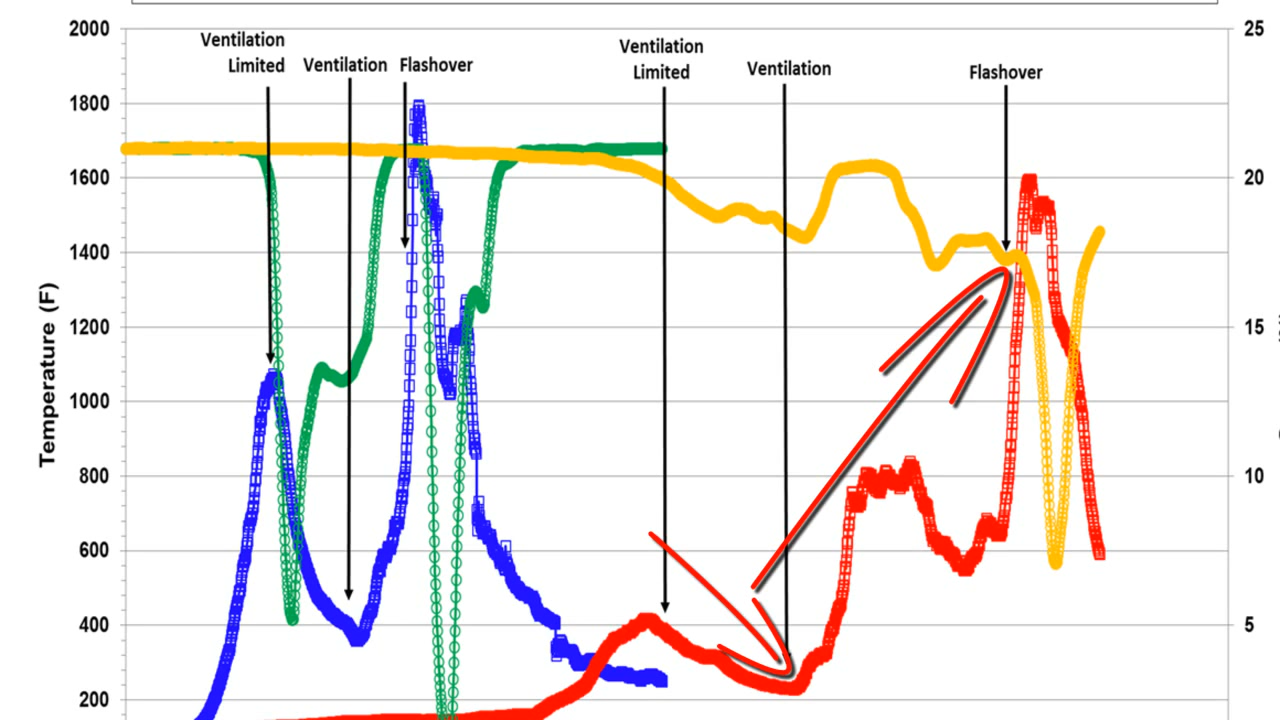 2000
1800
1600
1400
1200
1000
800
600
400
200
Temperature (F)
Ventilation
Limited
Ventilation
Flashover
Ventilation
Limited
Ventilation
Flashover
25
20
15
10
5